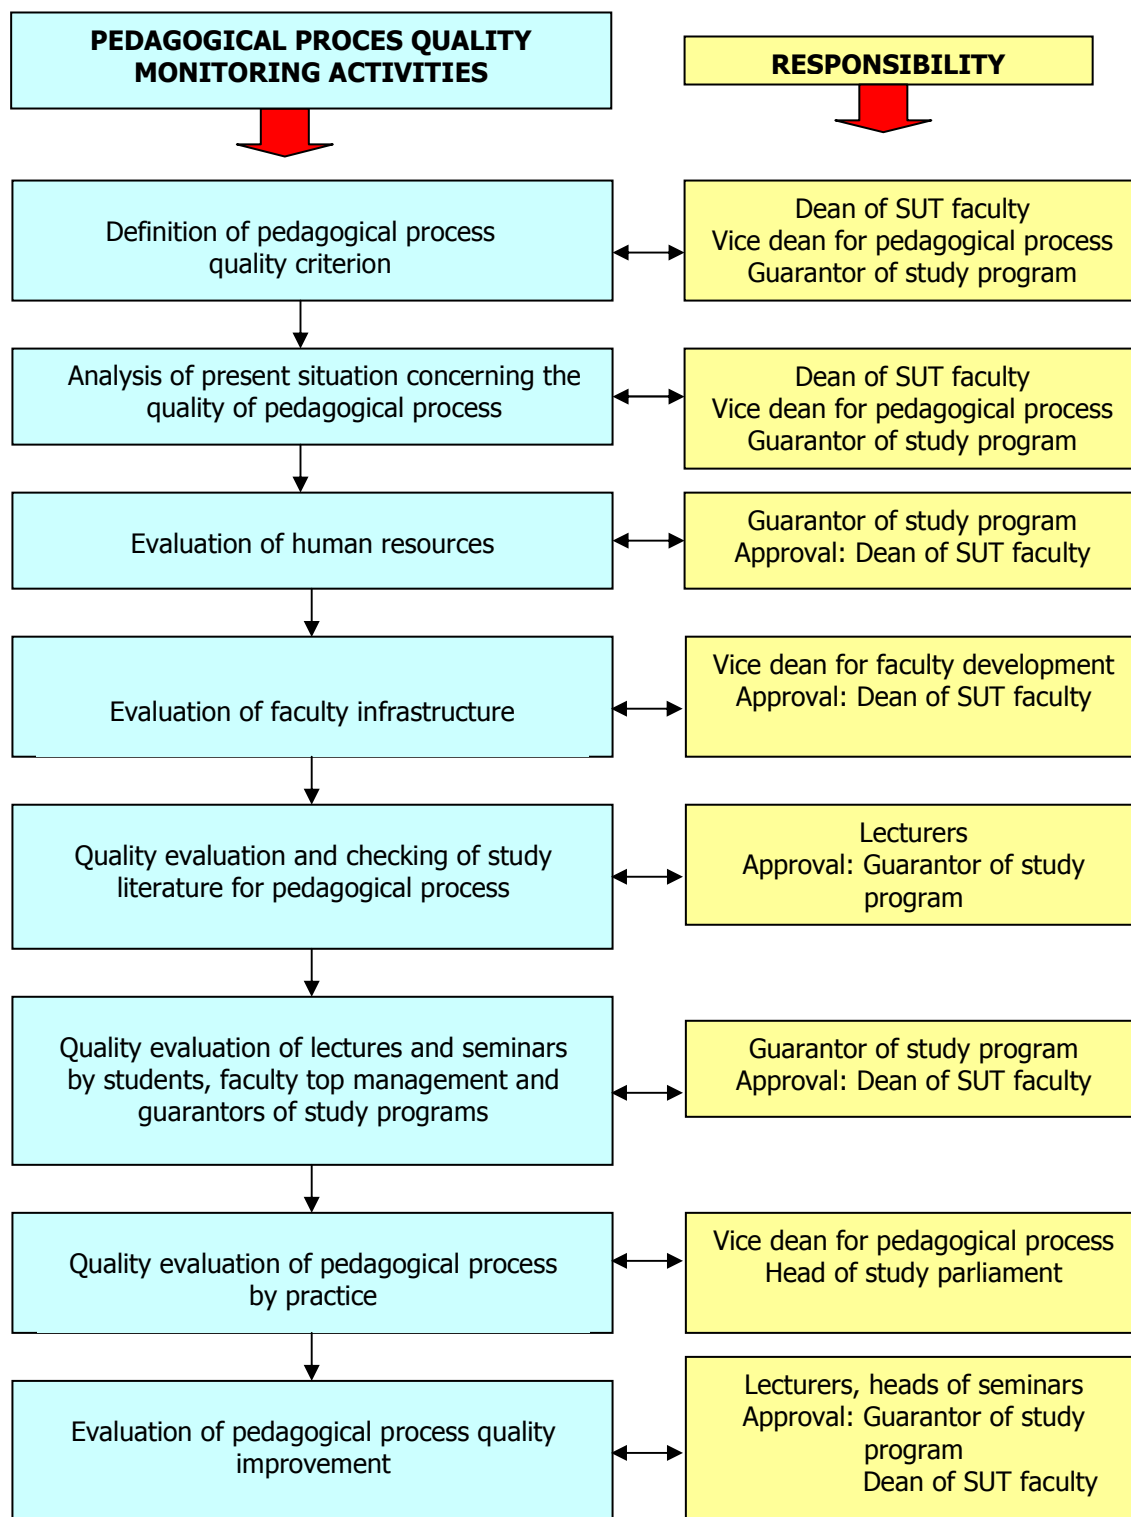 PEDAGOGICAL PROCES QUALITY
MONITORING ACTIVITIES
RESPONSIBILITY
Definition of pedagogical process
quality criterion
Dean of SUT faculty
Vice dean for pedagogical process
Guarantor of study program
Analysis of present situation concerning the
quality of pedagogical process
Dean of SUT faculty
Vice dean for pedagogical process
Guarantor of study program
Evaluation of human resources
Guarantor of study program
Approval: Dean of SUT faculty
Evaluation of faculty infrastructure
Vice dean for faculty development
Approval: Dean of SUT faculty
Quality evaluation and checking of study
literature for pedagogical process
Lecturers
Approval: Guarantor of study
program
Quality evaluation of lectures and seminars
by students, faculty top management and
guarantors of study programs
Guarantor of study program
Approval: Dean of SUT faculty
Quality evaluation of pedagogical process
by practice
Vice dean for pedagogical process
Head of study parliament
Evaluation of pedagogical process quality
improvement
Lecturers, heads of seminars
Approval: Guarantor of study
program
Dean of SUT faculty